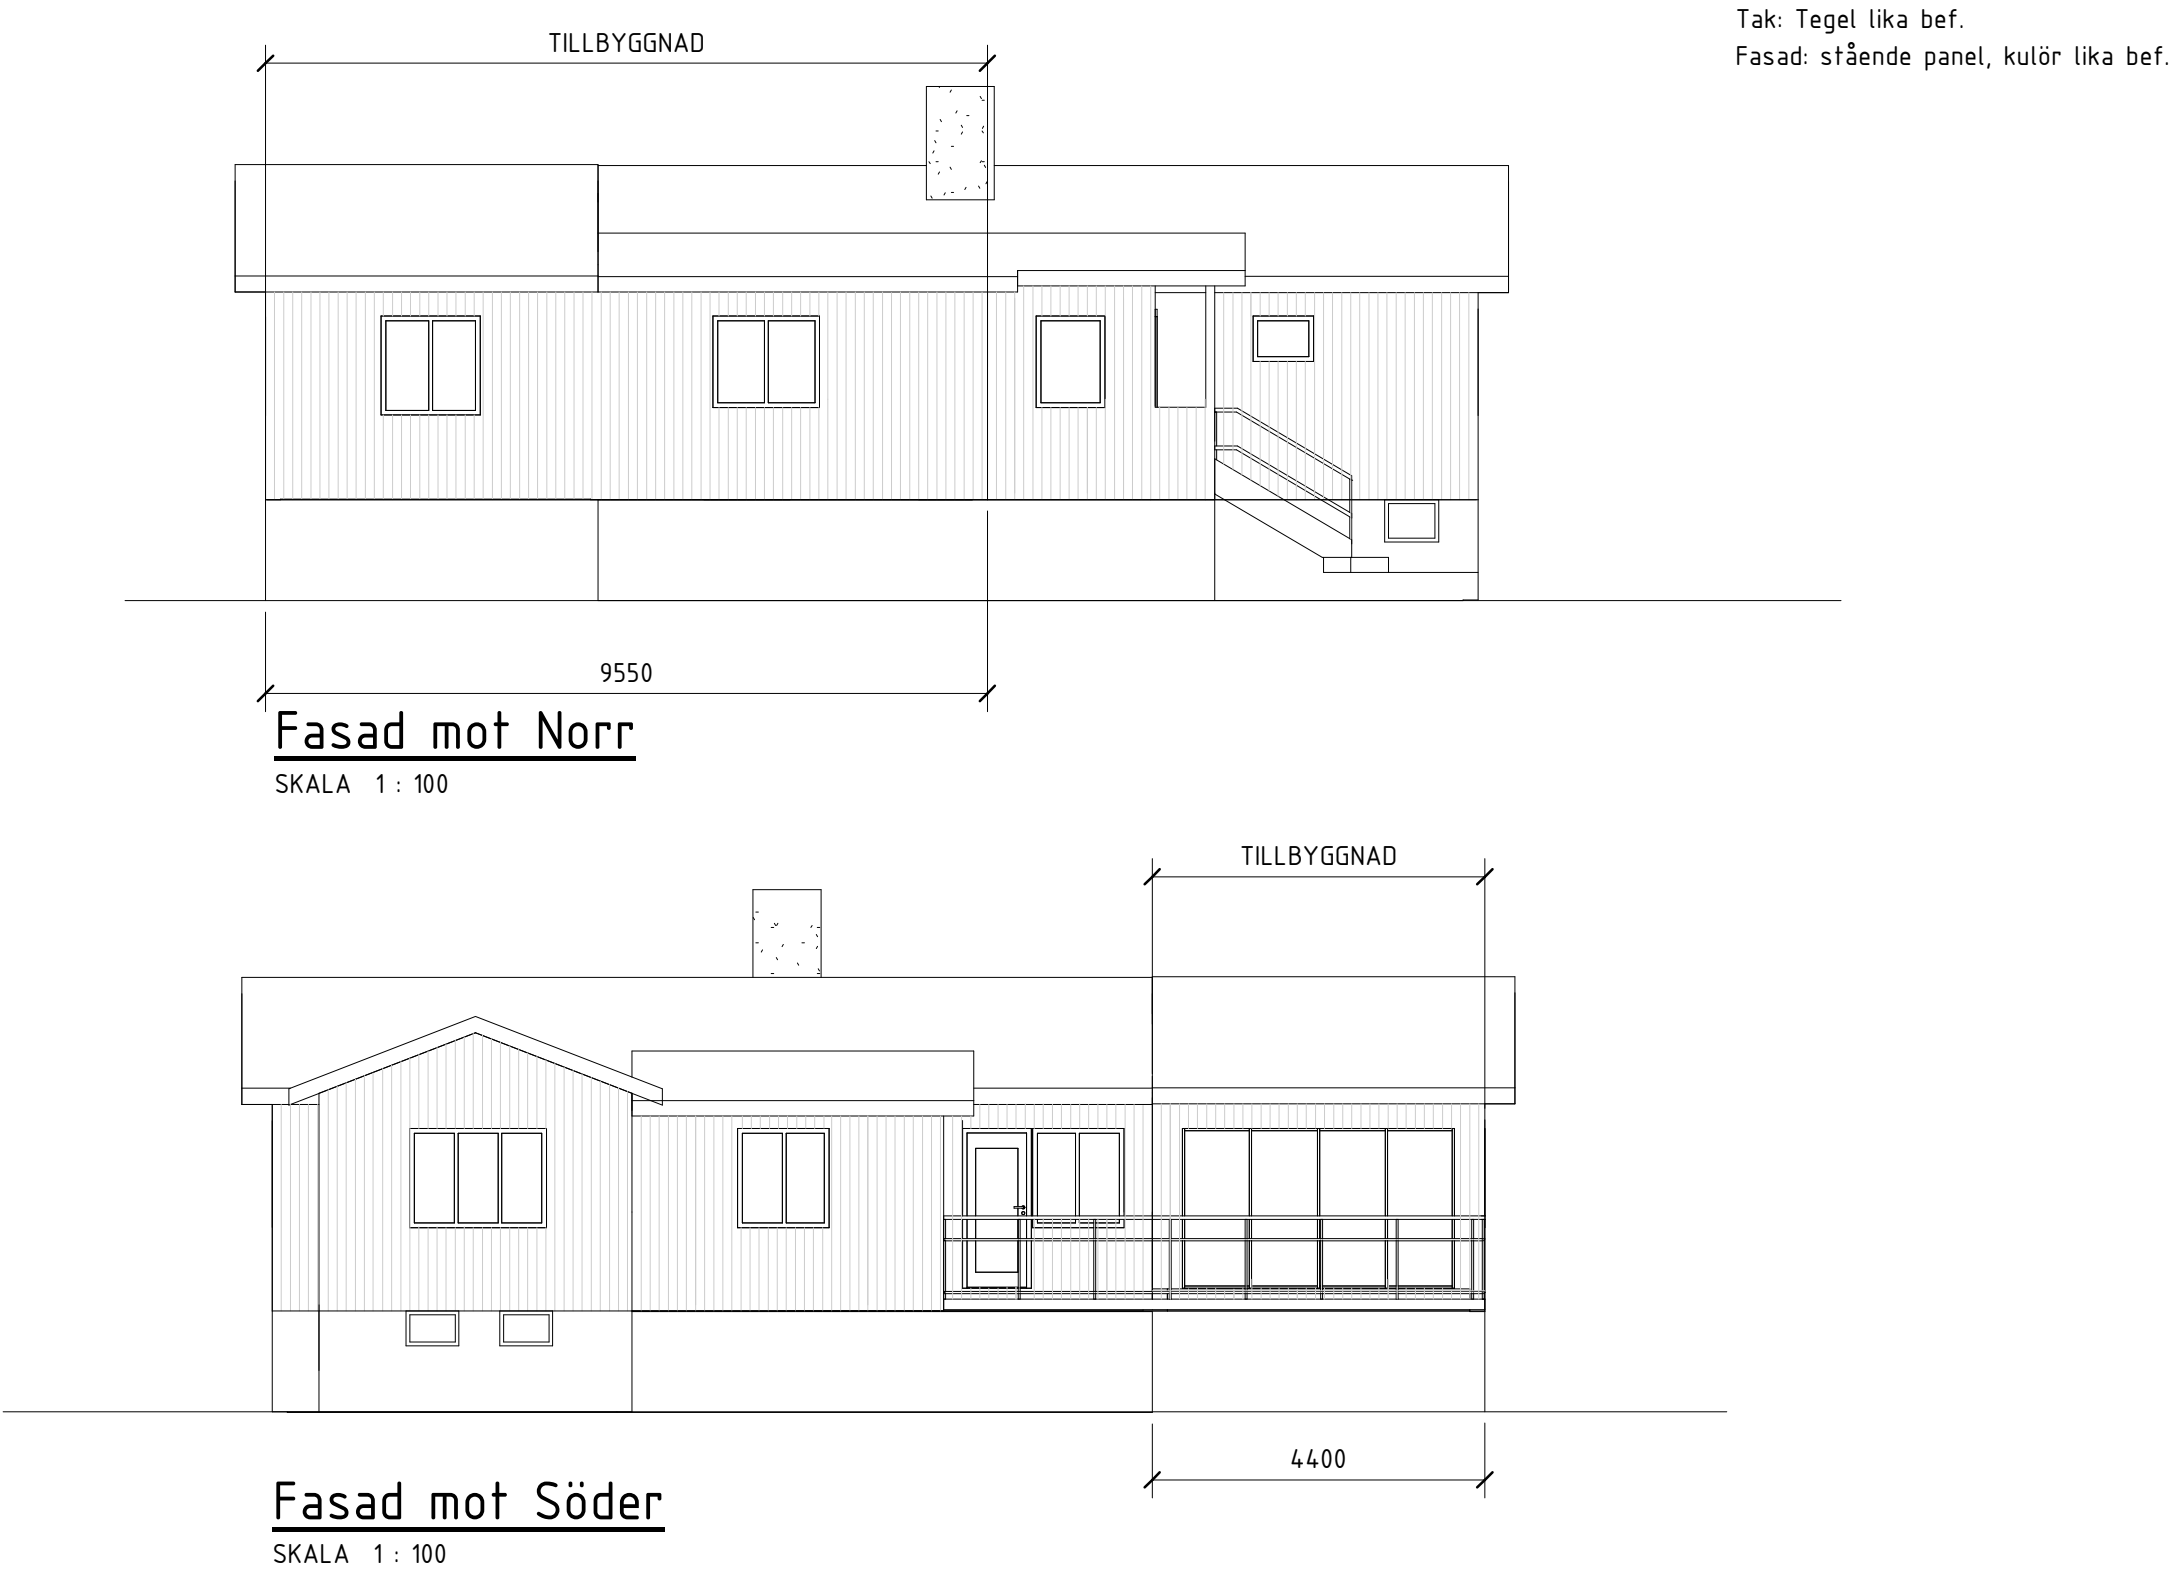 Tak: Tegel lika bef.
Fasad: stående panel, kulör lika bef.
TILLBYGGNAD
9550
Fasad mot Norr
SKALA 1 : 100
TILLBYGGNAD
4400
Fasad mot Söder
SKALA 1 : 100